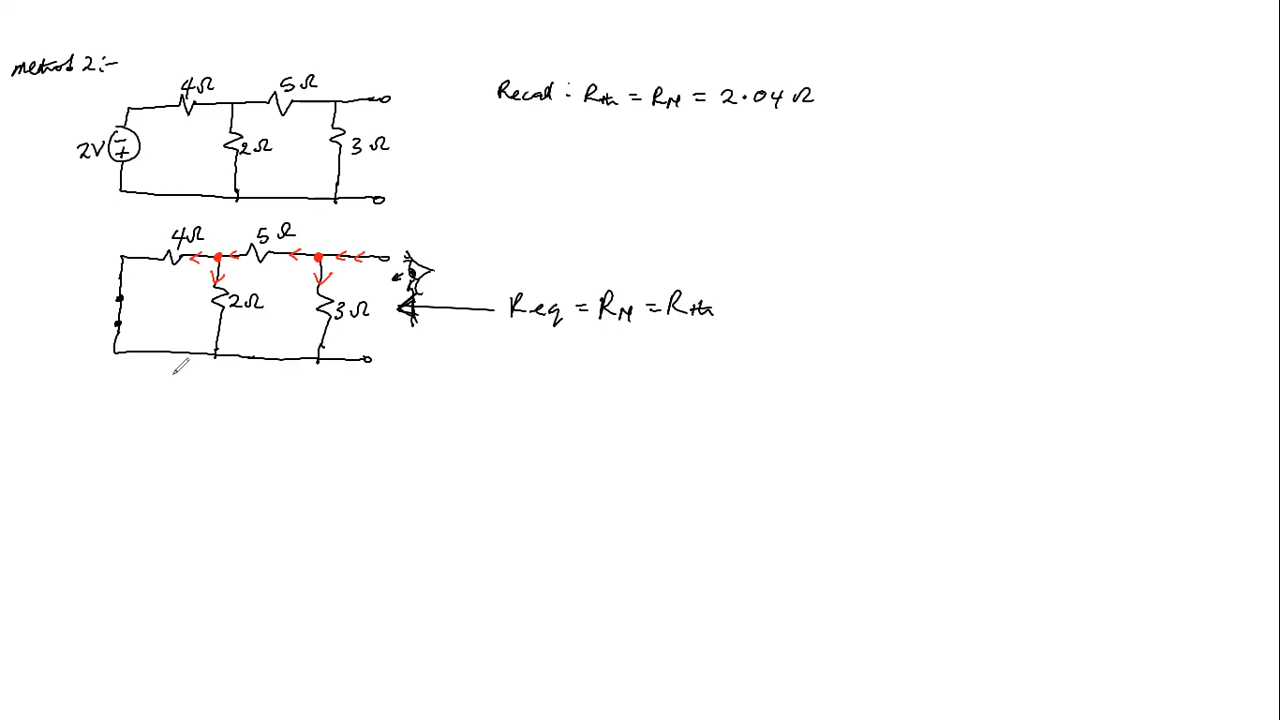 method 2:-
4Ω 5Ω
Recall : Rth = RN = 2.04 Ω
2V - + 2Ω 3Ω
4Ω 5Ω
2Ω 3Ω
Req = RN = Rth